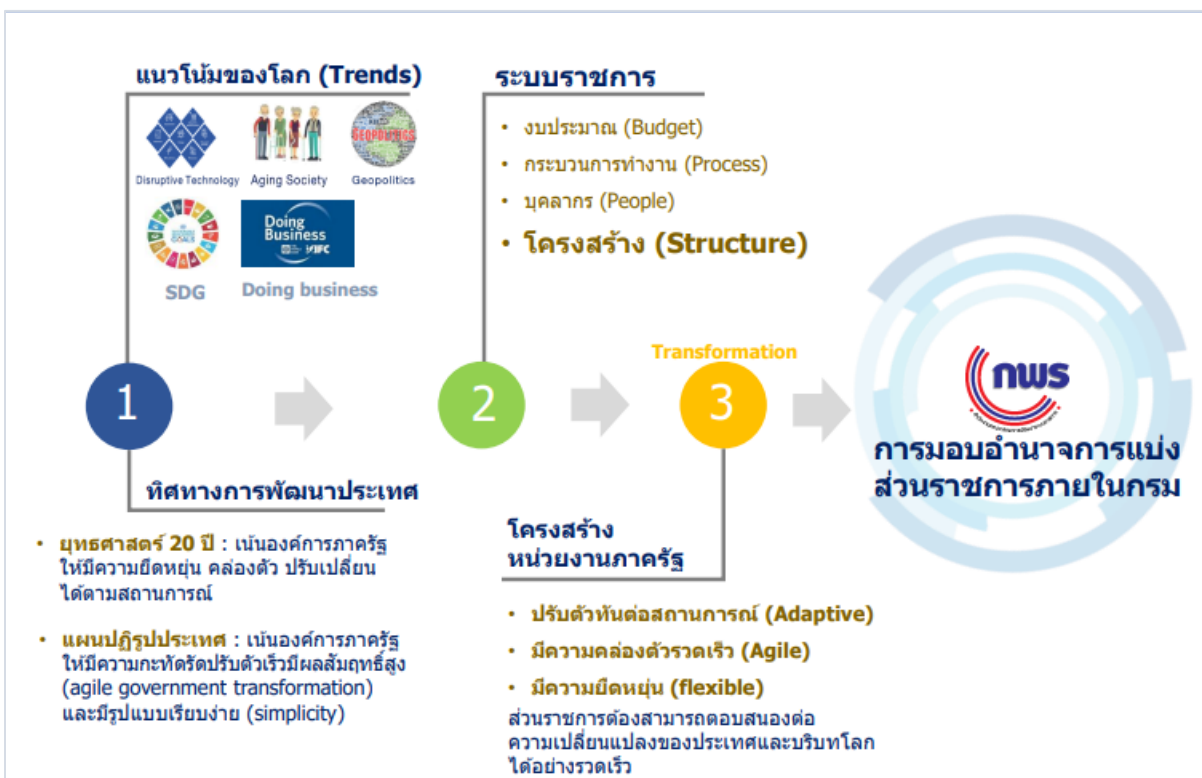 แนวโน้มของโลก (Trends)
GEOPOLITICS
Disruptive Technology
Aging Society
Geopolitics
GOALS
Doing
Business
IFC
SDG
Doing business
1
ทิศทางการพัฒนาประเทศ
• ยุทธศาสตร์ 20 ปี : เน้นองค์การภาครัฐ
ให้มีความยืดหยุ่น คล่องตัว ปรับเปลี่ยน
ได้ตามสถานการณ์
• แผนปฏิรูปประเทศ : เน้นองค์การภาครัฐ
ให้มีความกะทัดรัดปรับตัวเร็วมีผลสัมฤทธิ์สูง
(agile government transformation)
และมีรูปแบบเรียบง่าย (simplicity)
ระบบราชการ
• งบประมาณ (Budget)
• กระบวนการทำงาน (Process)
• บุคลากร (People)
• โครงสร้าง (Structure)
2
Transformation
3
โครงสร้าง
หน่วยงานภาครัฐ
• ปรับตัวทันต่อสถานการณ์ (Adaptive)
• มีความคล่องตัวรวดเร็ว (Agile)
• มีความยืดหยุ่น (flexible)
ส่วนราชการต้องสามารถตอบสนองต่อ
ความเปลี่ยนแปลงของประเทศและบริบทโลก
ได้อย่างรวดเร็ว
กพร
การมอบอำนาจการแบ่ง
ส่วนราชการภายในกรม